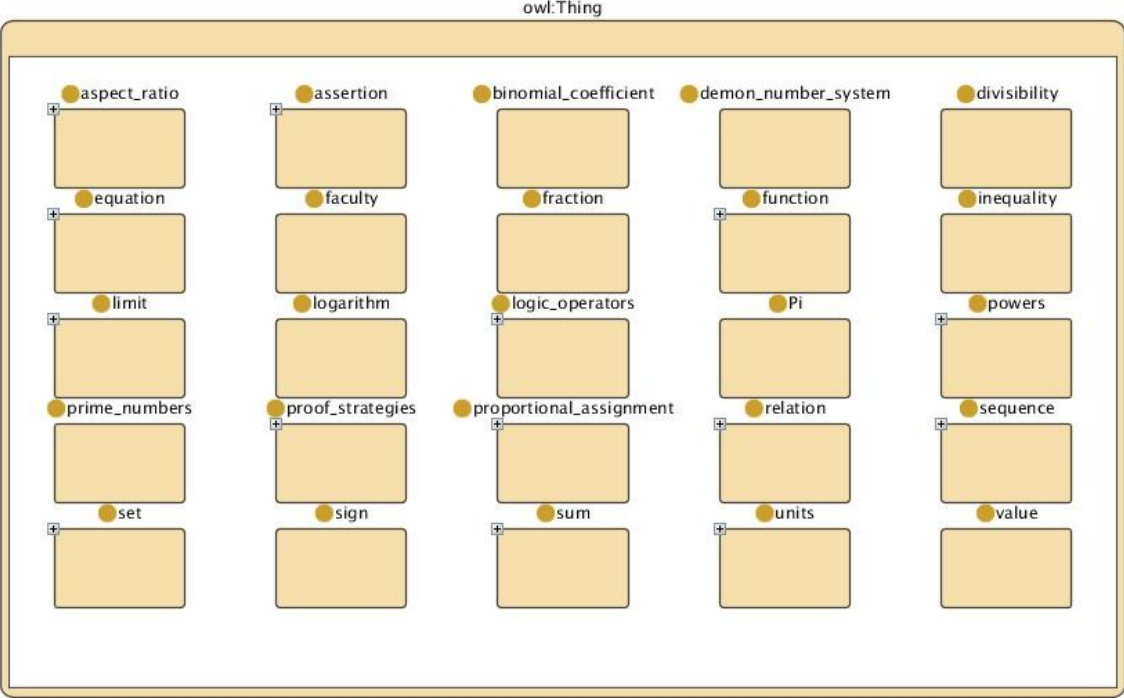 owl:Thing
aspect_ratio assertion binomial_coefficient demon_number_system divisibility
equation faculty fraction function inequality
limit logarithm logic_operators Pi powers
prime_numbers proof_strategies proportional_assignment relation sequence
set sign sum units value